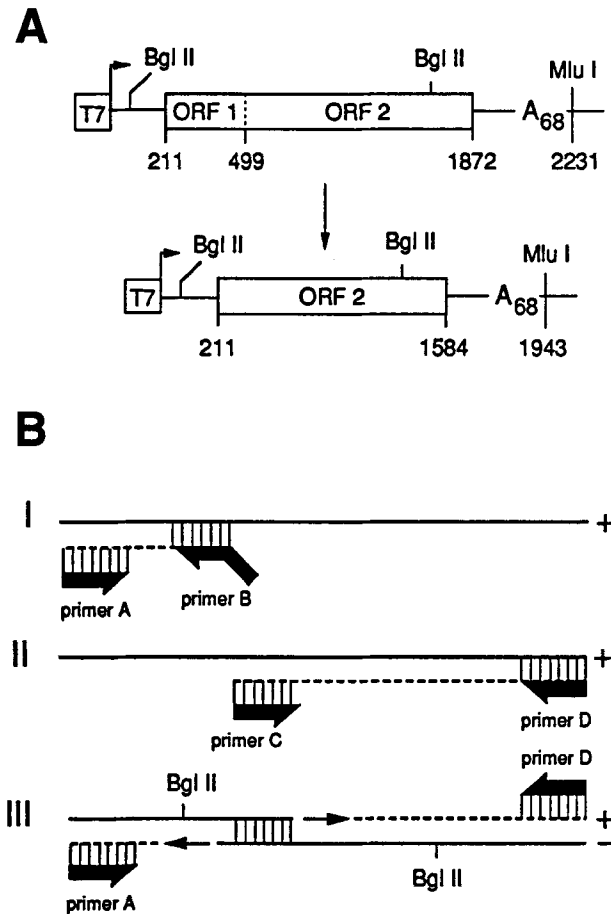 A
Bgl II
Bgl II
Mlu I
T7
ORF 1
ORF 2
A68
211
499
1872
2231
Bgl II
Bgl II
Mlu I
T7
ORF 2
A68
211
1584
1943
B
I
+
primer A
primer B
II
+
primer C
primer D
primer D
III
Bgl II
+
−
primer A
Bgl II